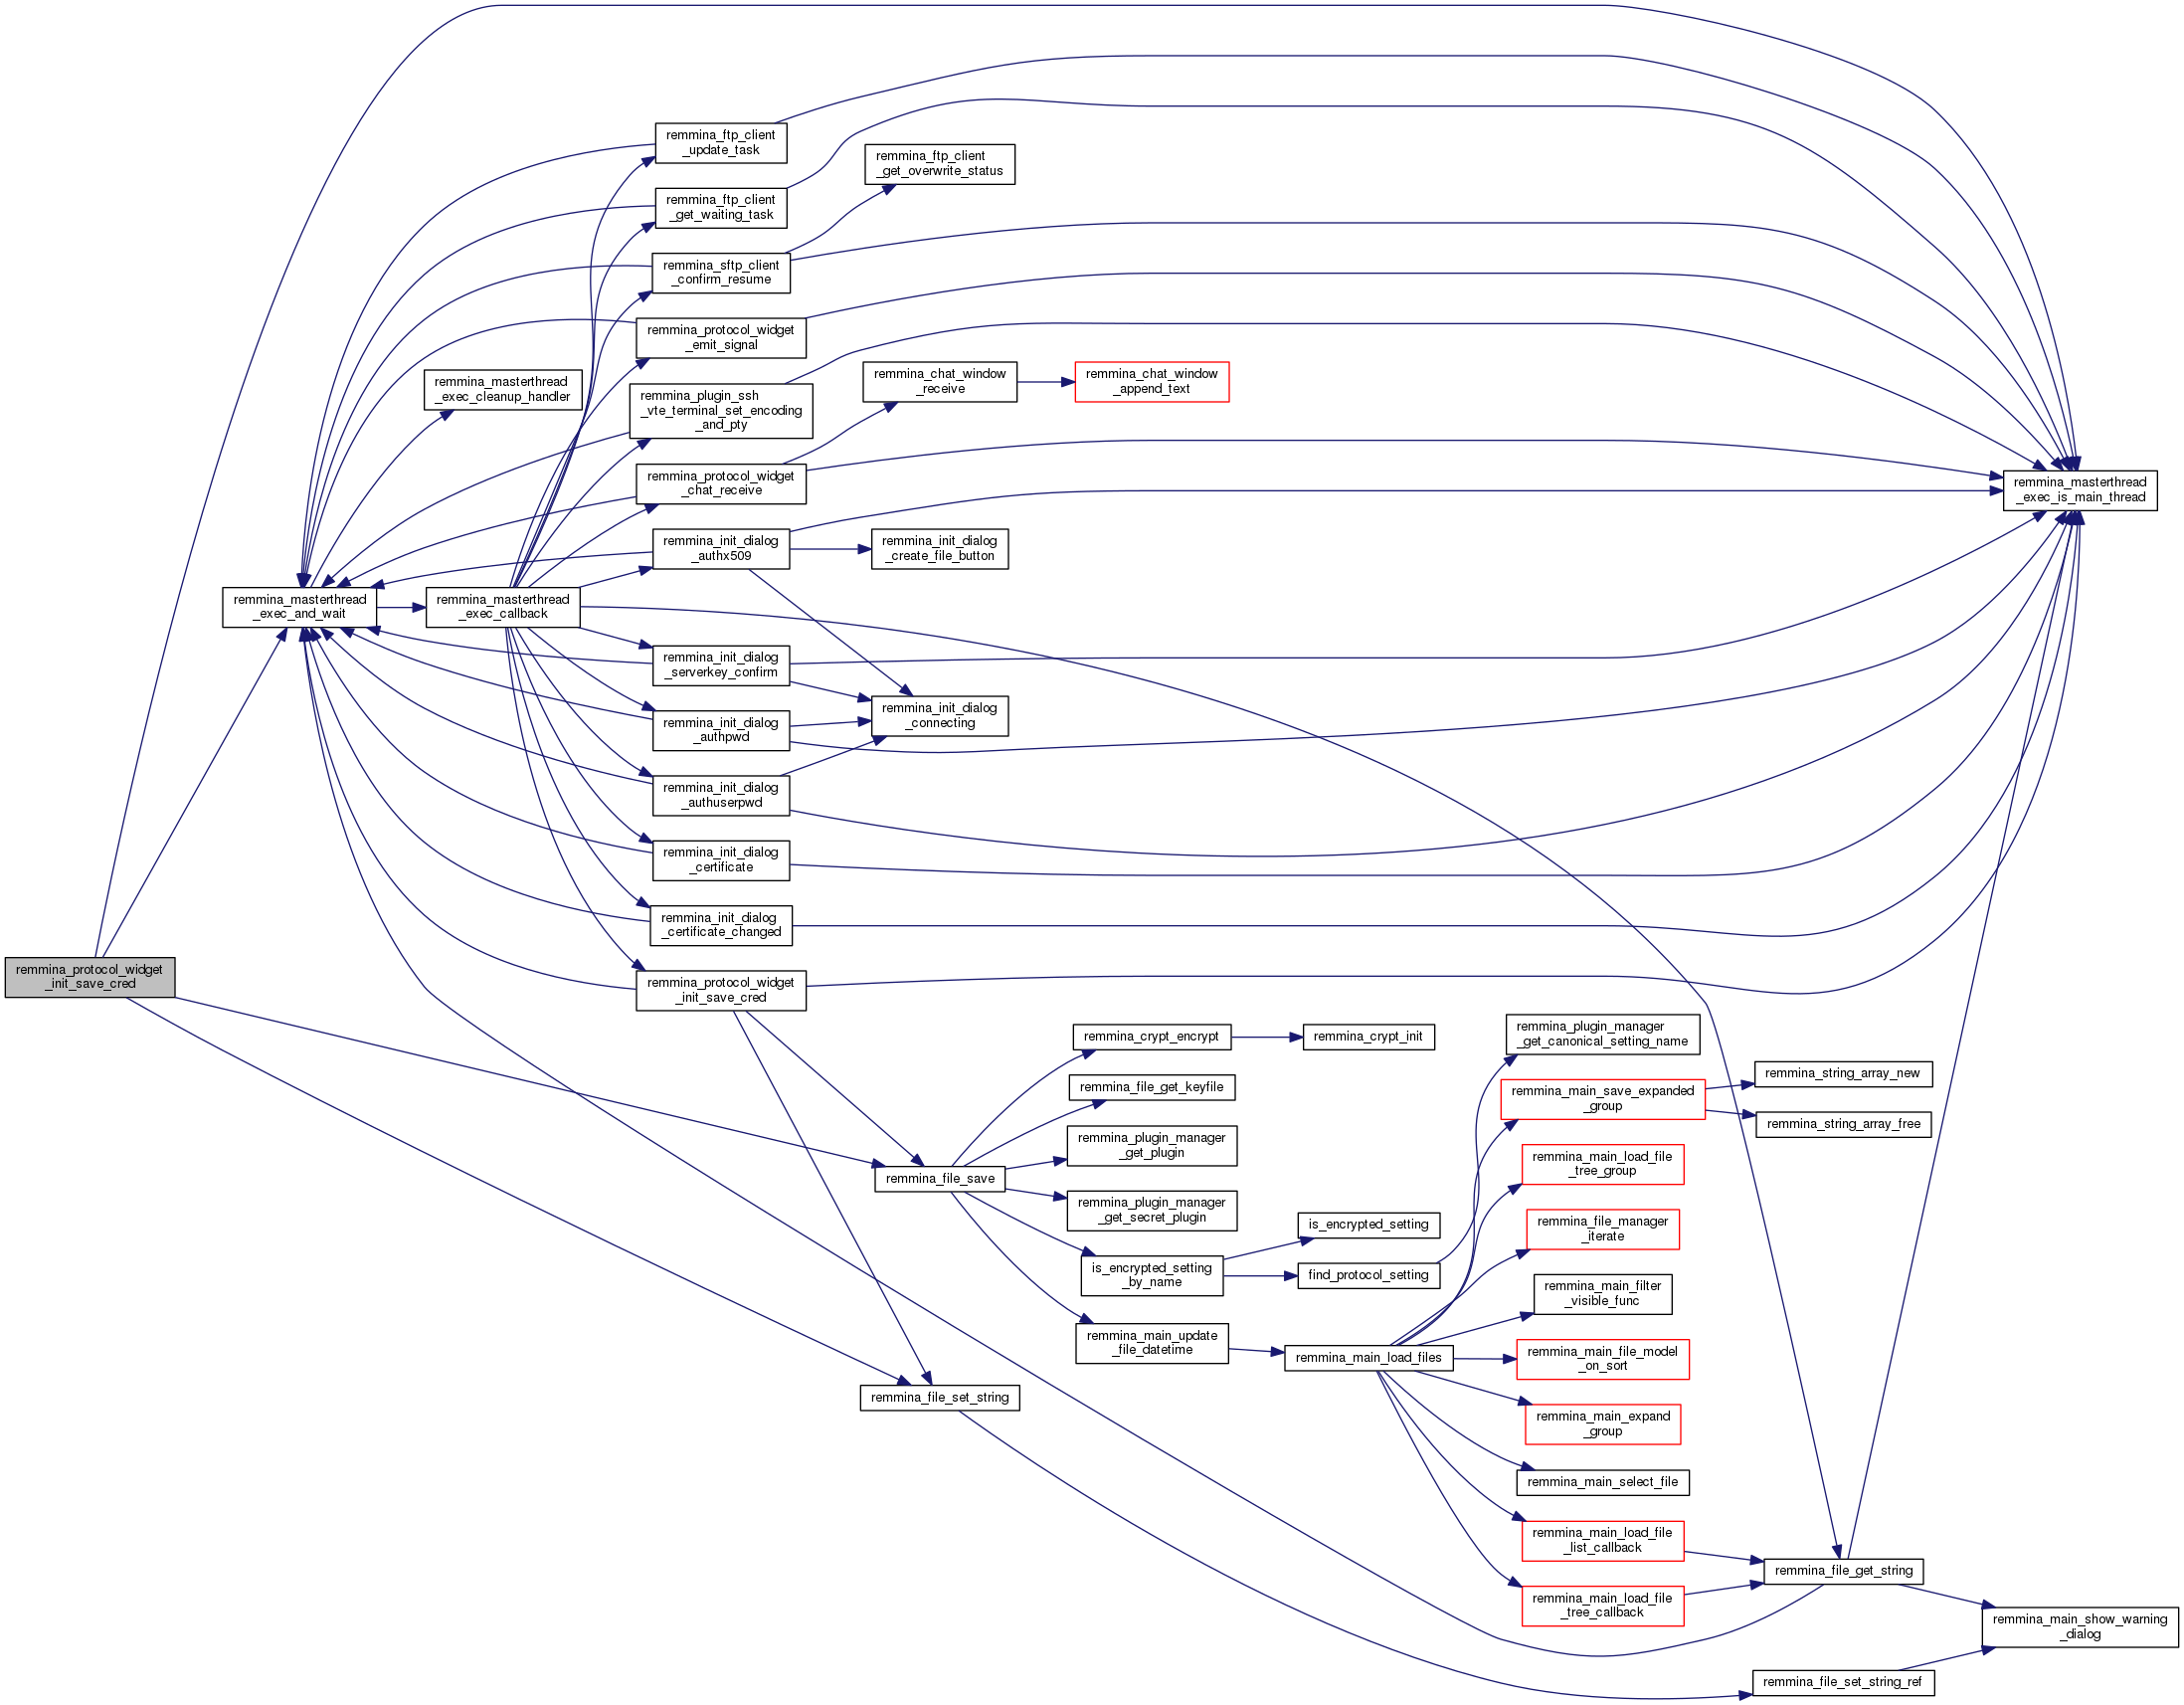 remmina_protocol_widget
_init_save_cred
remmina_masterthread
_exec_and_wait
remmina_masterthread
_exec_cleanup_handler
remmina_masterthread
_exec_callback
remmina_ftp_client
_update_task
remmina_ftp_client
_get_waiting_task
remmina_sftp_client
_confirm_resume
remmina_protocol_widget
_emit_signal
remmina_plugin_ssh
_vte_terminal_set_encoding
_and_pty
remmina_protocol_widget
_chat_receive
remmina_init_dialog
_authx509
remmina_init_dialog
_serverkey_confirm
remmina_init_dialog
_authpwd
remmina_init_dialog
_authuserpwd
remmina_init_dialog
_certificate
remmina_init_dialog
_certificate_changed
remmina_protocol_widget
_init_save_cred
remmina_ftp_client
_get_overwrite_status
remmina_chat_window
_receive
remmina_chat_window
_append_text
remmina_init_dialog
_create_file_button
remmina_init_dialog
_connecting
remmina_file_save
remmina_file_set_string
remmina_crypt_encrypt
remmina_crypt_init
remmina_file_get_keyfile
remmina_plugin_manager
_get_plugin
remmina_plugin_manager
_get_secret_plugin
is_encrypted_setting
_by_name
remmina_main_update
_file_datetime
is_encrypted_setting
find_protocol_setting
remmina_main_load_files
remmina_plugin_manager
_get_canonical_setting_name
remmina_main_save_expanded
_group
remmina_main_load_file
_tree_group
remmina_file_manager
_iterate
remmina_main_filter
_visible_func
remmina_main_file_model
_on_sort
remmina_main_expand
_group
remmina_main_select_file
remmina_main_load_file
_list_callback
remmina_main_load_file
_tree_callback
remmina_string_array_new
remmina_string_array_free
remmina_masterthread
_exec_is_main_thread
remmina_file_get_string
remmina_main_show_warning
_dialog
remmina_file_set_string_ref